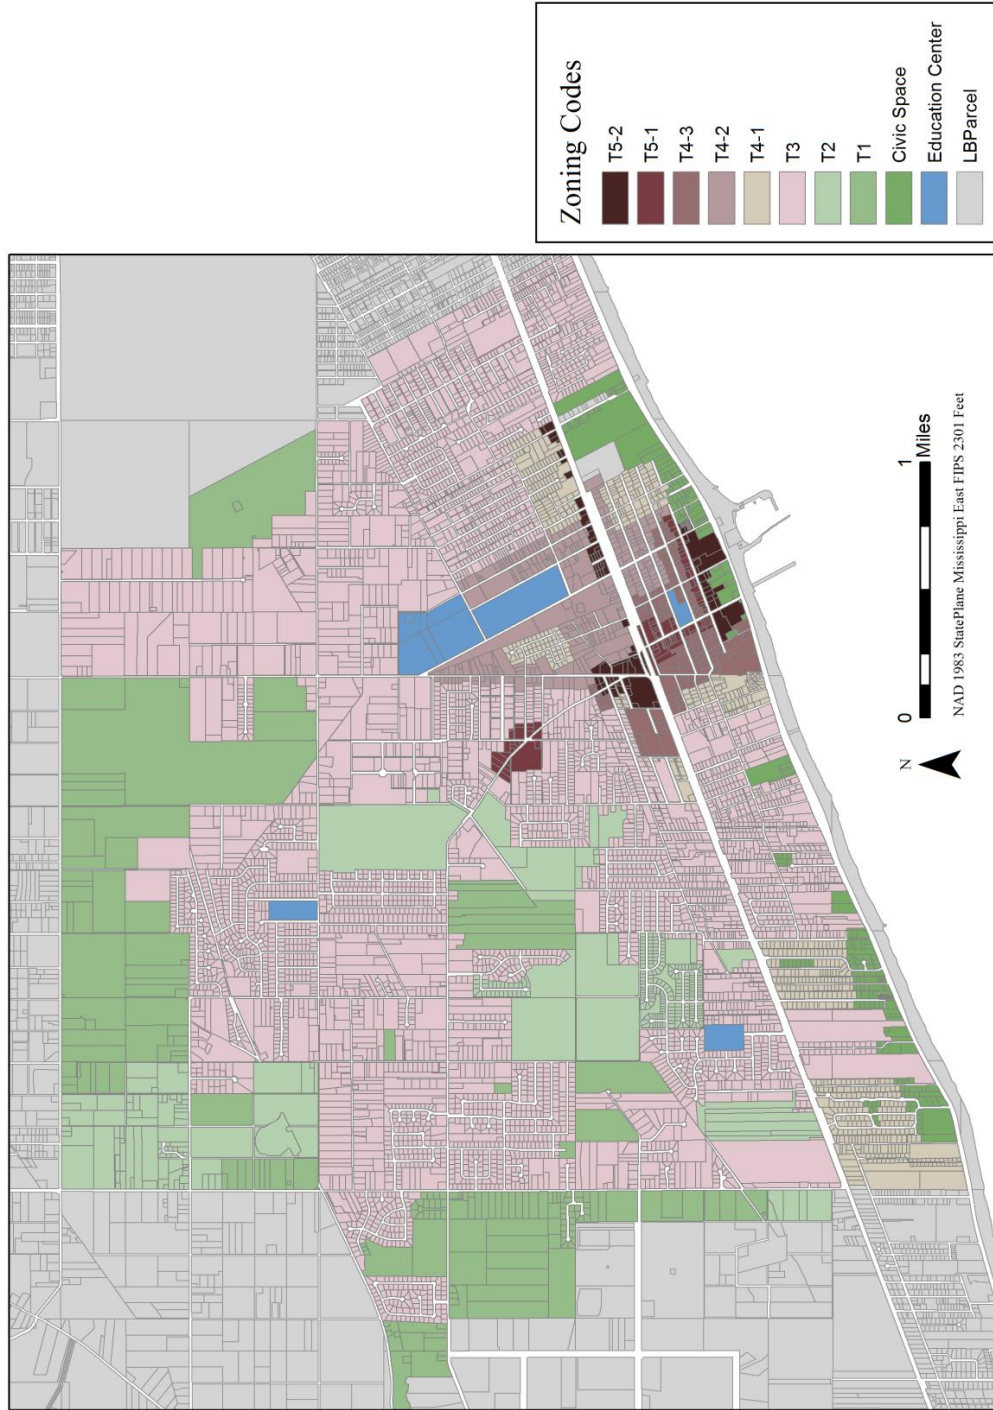 Zoning Codes
T5-2
T5-1
T4-3
T4-2
T4-1
T3
T2
T1
Civic Space
Education Center
LBParcel
0 1
Miles
N
NAD 1983 StatePlane Mississippi East FIPS 2301 Feet